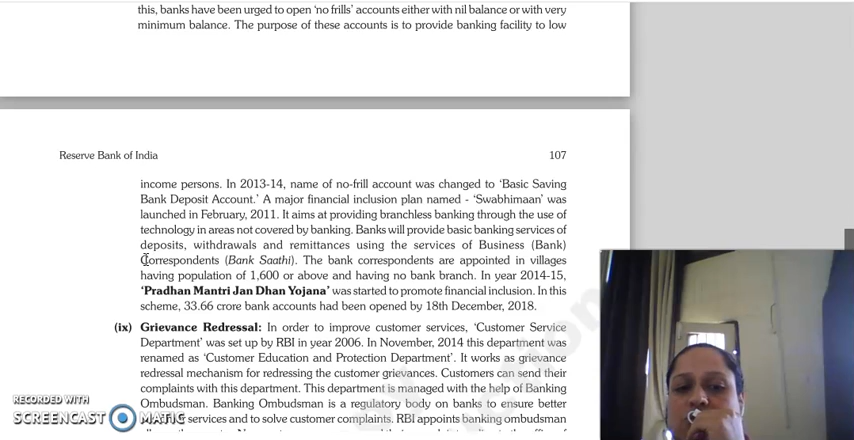 this, banks have been urged to open ‘no frills’ accounts either with nil balance or with very
minimum balance. The purpose of these accounts is to provide banking facility to low
Reserve Bank of India 107
income persons. In 2013-14, name of no-frill account was changed to ‘Basic Saving
Bank Deposit Account.’ A major financial inclusion plan named - ‘Swabhimaan’ was
launched in February, 2011. It aims at providing branchless banking through the use of
technology in areas not covered by banking. Banks will provide basic banking services of
deposits, withdrawals and remittances using the services of Business (Bank)
Correspondents (Bank Saathi). The bank correspondents are appointed in villages
having population of 1,600 or above and having no bank branch. In year 2014-15,
‘Pradhan Mantri Jan Dhan Yojana’ was started to promote financial inclusion. In this
scheme, 33.66 crore bank accounts had been opened by 18th December, 2018.
(ix) Grievance Redressal: In order to improve customer services, ‘Customer Service
Department’ was set up by RBI in year 2006. In November, 2014 this department was
renamed as ‘Customer Education and Protection Department’. It works as grievance
redressal mechanism for redressing the customer grievances. Customers can send their
complaints with this department. This department is managed with the help of Banking
Ombudsman. Banking Ombudsman is a regulatory body on banks to ensure better
services and to solve customer complaints. RBI appoints banking ombudsman
RECORDED WITH
SCREENCAST MATIC